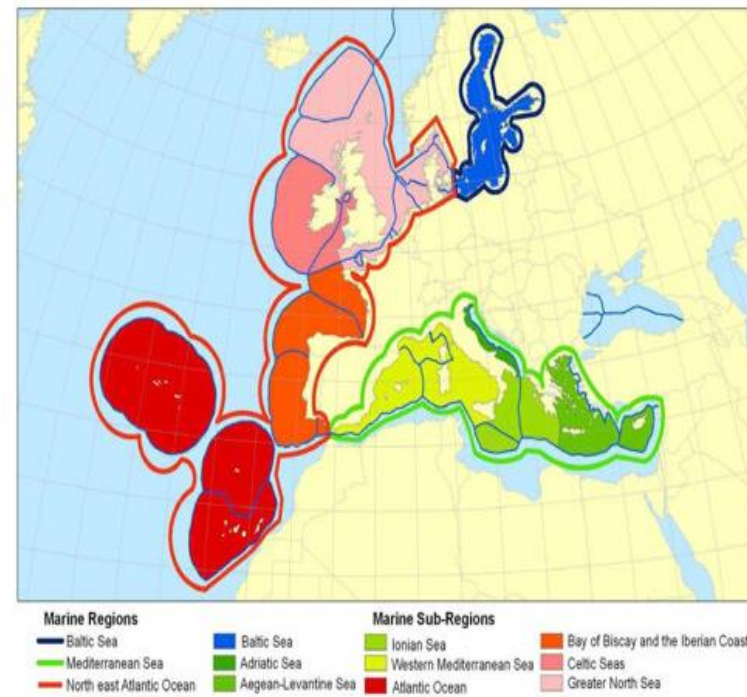 Marine Regions
Baltic Sea
Mediterranean Sea
North east Atlantic Ocean
Baltic Sea
Adriatic Sea
Aegean-Levantine Sea
Marine Sub-Regions
Ionian Sea
Western Mediterranean Sea
Atlantic Ocean
Bay of Biscay and the Iberian Coast
Celtic Seas
Greater North Sea